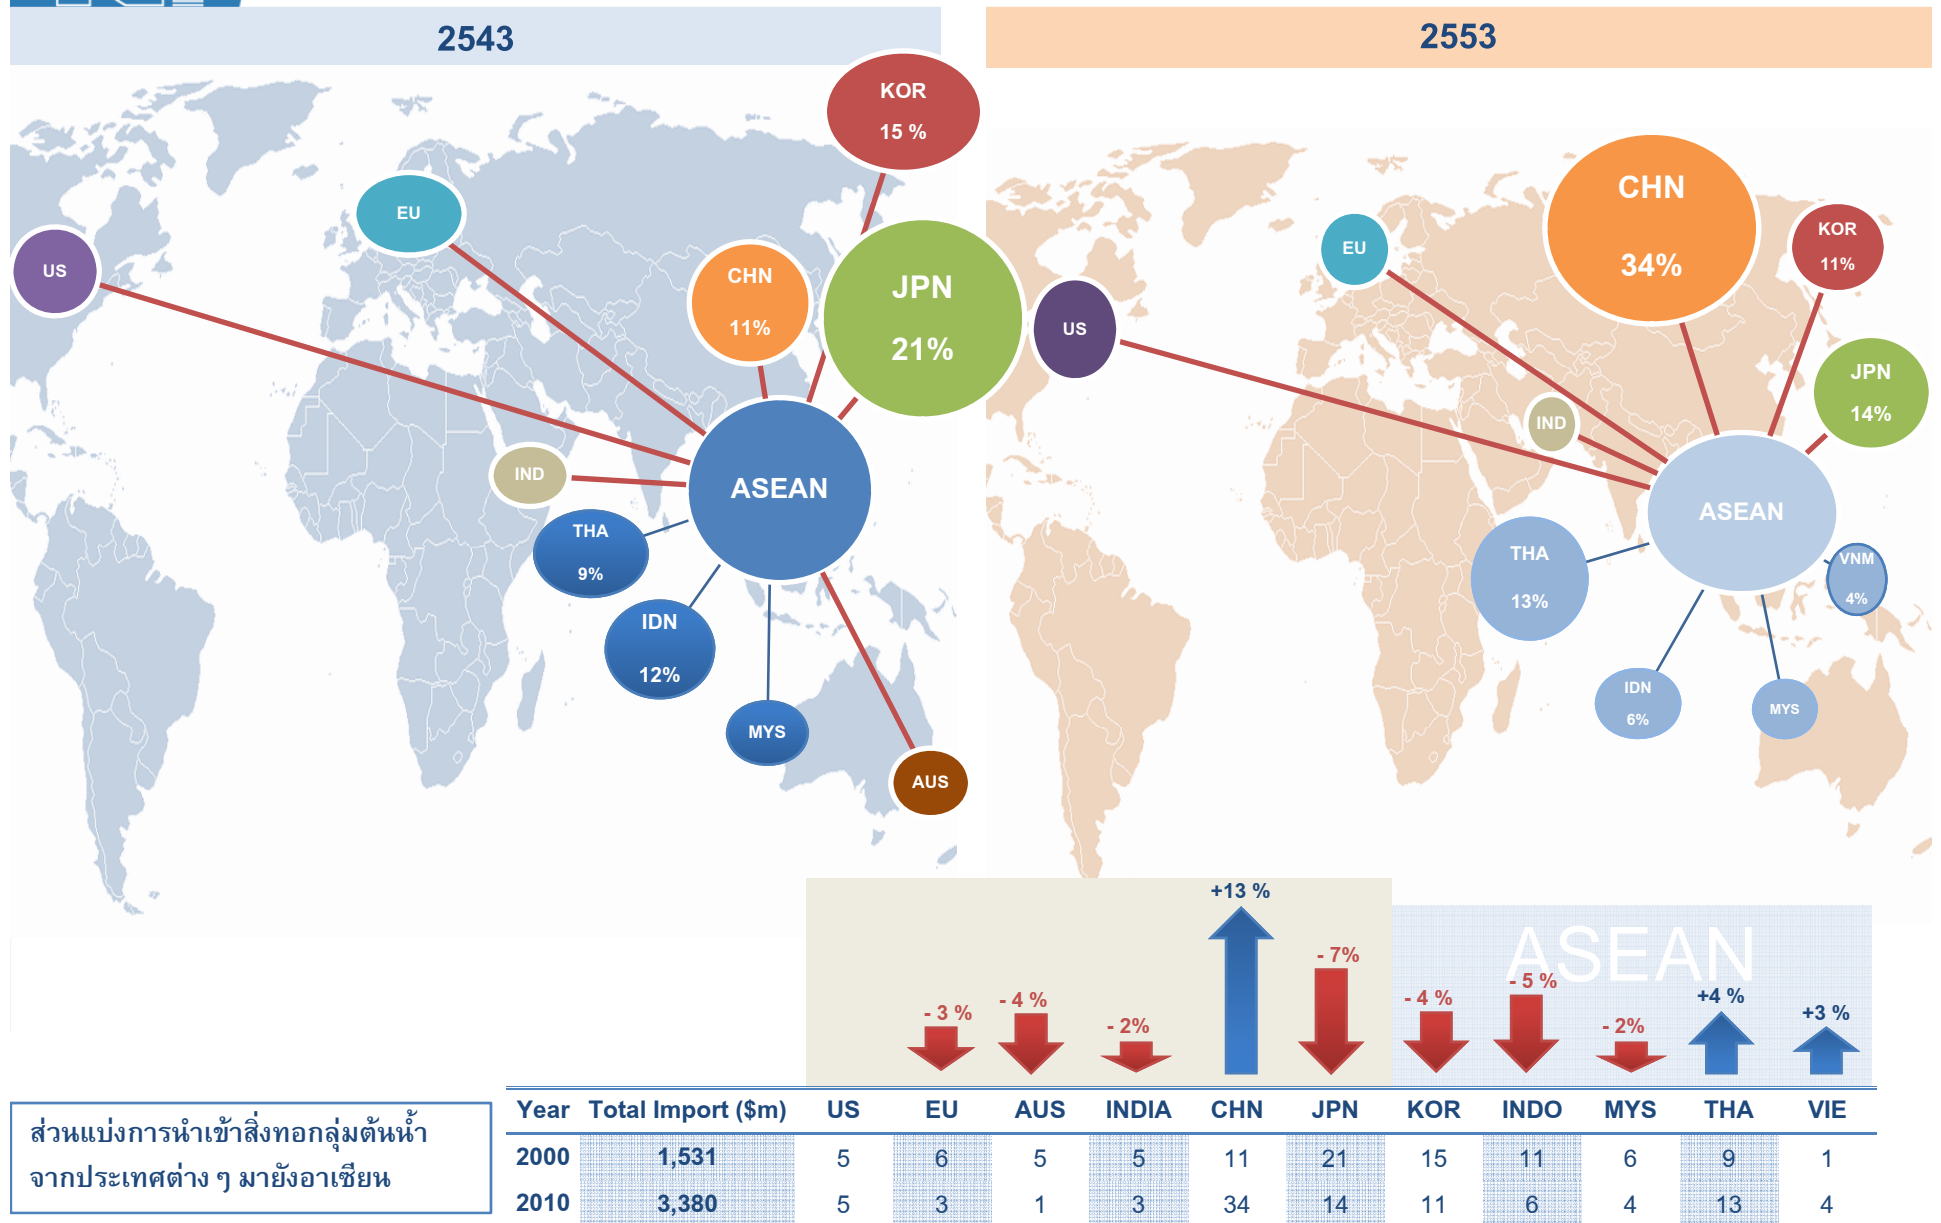 2543
KOR
15 %
EU
US
CHN
11%
JPN
21%
IND
ASEAN
THA
9%
IDN
12%
MYS
AUS
2553
CHN
34%
KOR
11%
EU
US
JPN
14%
IND
ASEAN
THA
13%
VNM
4%
IDN
6%
MYS
ASEAN
- 3 %
- 4 %
- 2%
+13 %
- 7%
- 4 %
- 5 %
- 2%
+4 %
+3 %
Year Total Import ($m) US EU AUS INDIA CHN JPN KOR INDO MYS THA VIE
2000 1,531 5 6 5 5 11 21 15 11 6 9 1
2010 3,380 5 3 1 3 34 14 11 6 4 13 4
ส่วนแบ่งการนำเข้าสิ่งทอกลุ่มต้นน้ำ
จากประเทศต่าง ๆ มายังอาเซียน